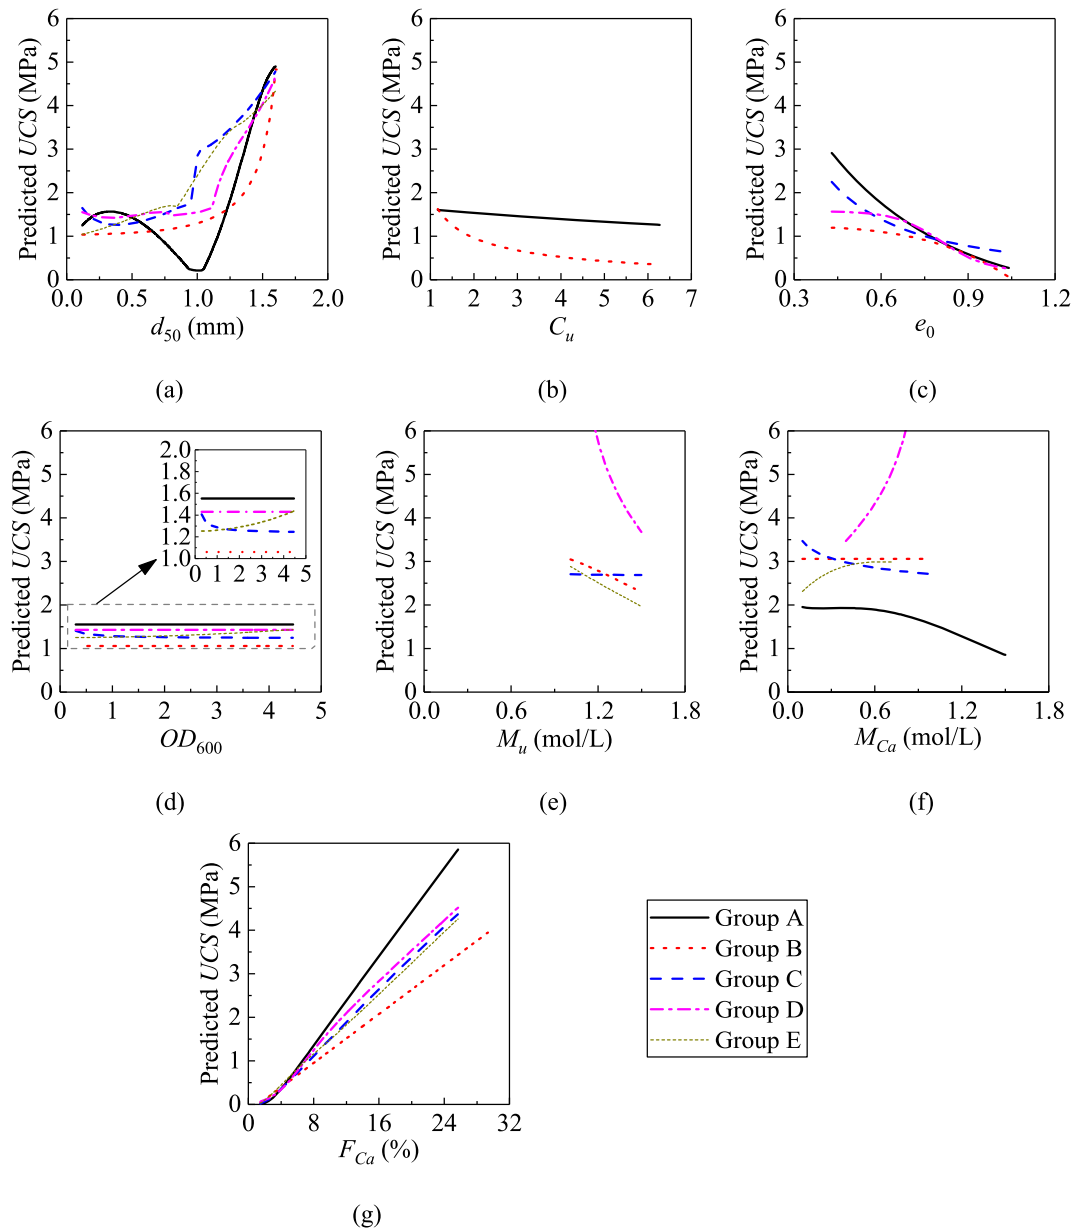 6 5 4 3 2 1 0
Predicted UCS (MPa)
0.0 0.5 1.0 1.5 2.0
d50 (mm)
(a)
6 5 4 3 2 1 0
Predicted UCS (MPa)
1 2 3 4 5 6 7
Cu
(b)
6 5 4 3 2 1 0
Predicted UCS (MPa)
0.3 0.6 0.9 1.2
e0
(c)
6 5 4 3 2 1 0
Predicted UCS (MPa)
2.0 1.8 1.6 1.4 1.2 1.0
0 1 2 3 4 5
0 1 2 3 4 5
OD600
(d)
6 5 4 3 2 1 0
Predicted UCS (MPa)
0.0 0.6 1.2 1.8
Mu (mol/L)
(e)
6 5 4 3 2 1 0
Predicted UCS (MPa)
0.0 0.6 1.2 1.8
MCa (mol/L)
(f)
6 5 4 3 2 1 0
Predicted UCS (MPa)
0 8 16 24 32
FCa (%)
(g)
Group A
Group B
Group C
Group D
Group E